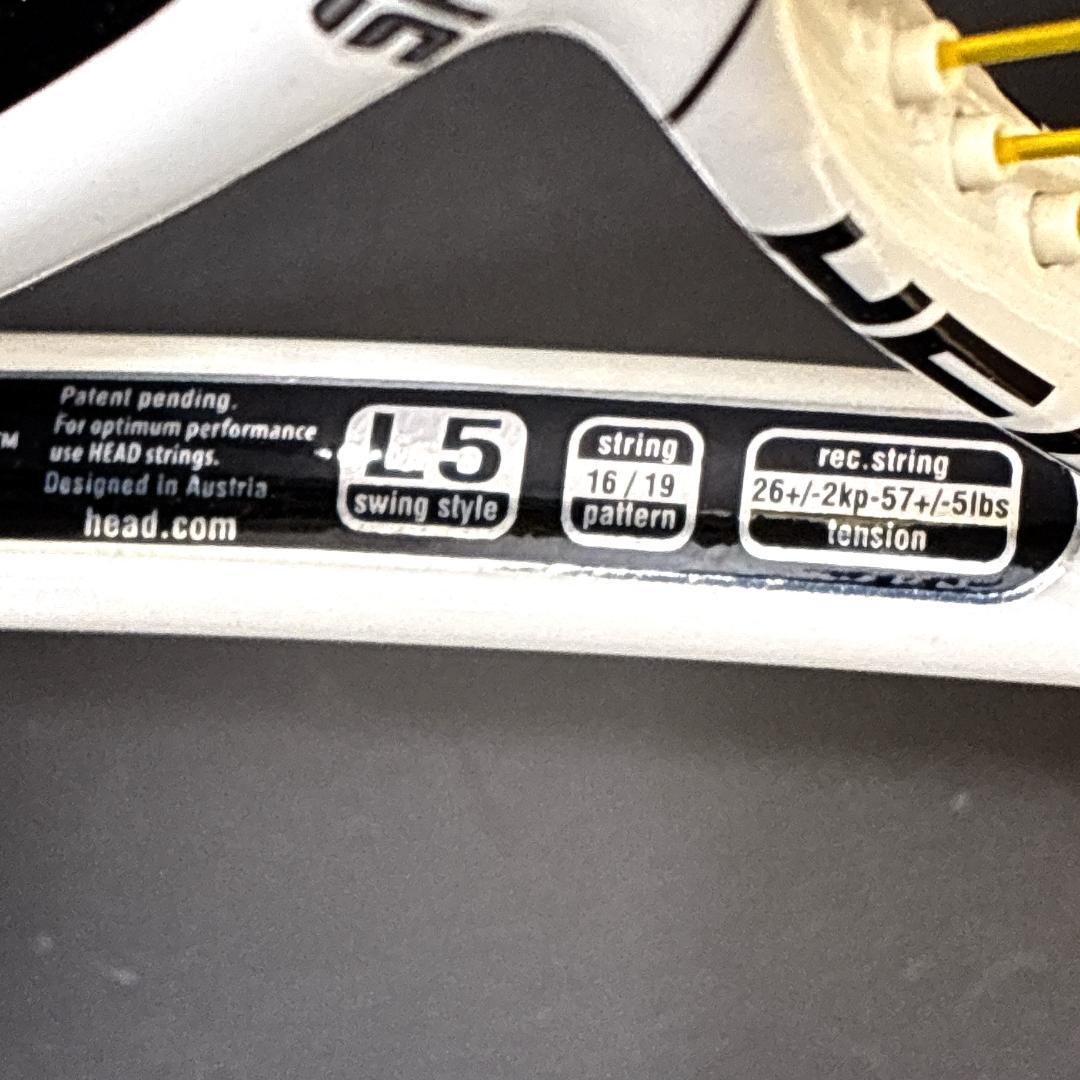 TM
Patent pending.
For optimum performance
use HEAD strings.
Designed in Austria
head.com
L5
swing style
string
16 / 19
pattern
rec.string
26+/-2kp-57+/-5lbs
tension